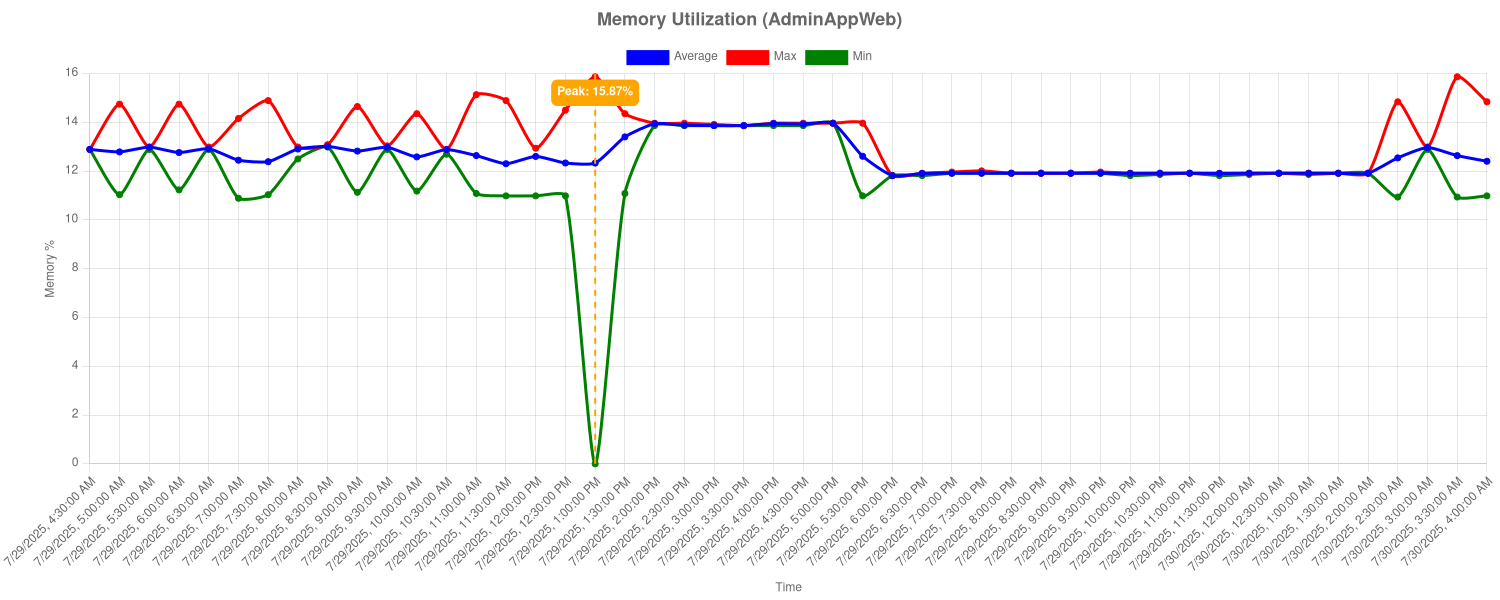 Memory Utilization (AdminAppWeb)
Average Max Min
Peak: 15.87%
16
14
12
10
8
6
4
2
0
Memory %
7/29/2025, 4:30:00 AM
7/29/2025, 5:00:00 AM
7/29/2025, 5:30:00 AM
7/29/2025, 6:00:00 AM
7/29/2025, 6:30:00 AM
7/29/2025, 7:00:00 AM
7/29/2025, 7:30:00 AM
7/29/2025, 8:00:00 AM
7/29/2025, 8:30:00 AM
7/29/2025, 9:00:00 AM
7/29/2025, 9:30:00 AM
7/29/2025, 10:00:00 AM
7/29/2025, 10:30:00 AM
7/29/2025, 11:00:00 AM
7/29/2025, 11:30:00 AM
7/29/2025, 12:00:00 PM
7/29/2025, 12:30:00 PM
7/29/2025, 1:00:00 PM
7/29/2025, 1:30:00 PM
7/29/2025, 2:00:00 PM
7/29/2025, 2:30:00 PM
7/29/2025, 3:00:00 PM
7/29/2025, 3:30:00 PM
7/29/2025, 4:00:00 PM
7/29/2025, 4:30:00 PM
7/29/2025, 5:00:00 PM
7/29/2025, 5:30:00 PM
7/29/2025, 6:00:00 PM
7/29/2025, 6:30:00 PM
7/29/2025, 7:00:00 PM
7/29/2025, 7:30:00 PM
7/29/2025, 8:00:00 PM
7/29/2025, 8:30:00 PM
7/29/2025, 9:00:00 PM
7/29/2025, 9:30:00 PM
7/29/2025, 10:00:00 PM
7/29/2025, 10:30:00 PM
7/29/2025, 11:00:00 PM
7/29/2025, 11:30:00 PM
7/30/2025, 12:00:00 AM
7/30/2025, 12:30:00 AM
7/30/2025, 1:00:00 AM
7/30/2025, 1:30:00 AM
7/30/2025, 2:00:00 AM
7/30/2025, 2:30:00 AM
7/30/2025, 3:00:00 AM
7/30/2025, 3:30:00 AM
7/30/2025, 4:00:00 AM
Time